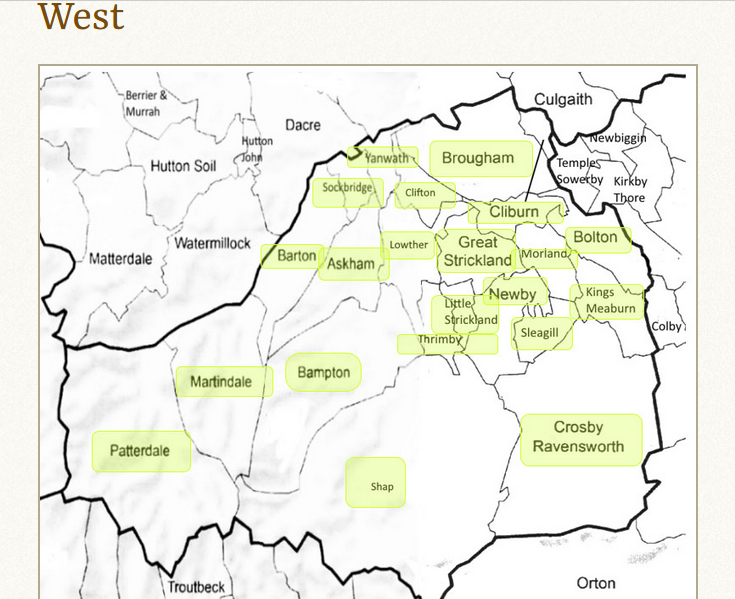 West
Culgaith
Berrier &
Murrah
Dacre
Newbiggin
Hutton
John
Yanwath
Brougham
Hutton Soil
Temple
Sowerby
Kirkby
Thore
Sockbridge
Clifton
Cliburn
Watermillock
Lowther
Great
Strickland
Bolton
Matterdale
Barton
Askham
Morland
Newby
Kings
Meaburn
Little
Strickland
Colby
Sleagill
Thrimby
Martindale
Bampton
Crosby
Ravensworth
Patterdale
Shap
Troutbeck
Orton